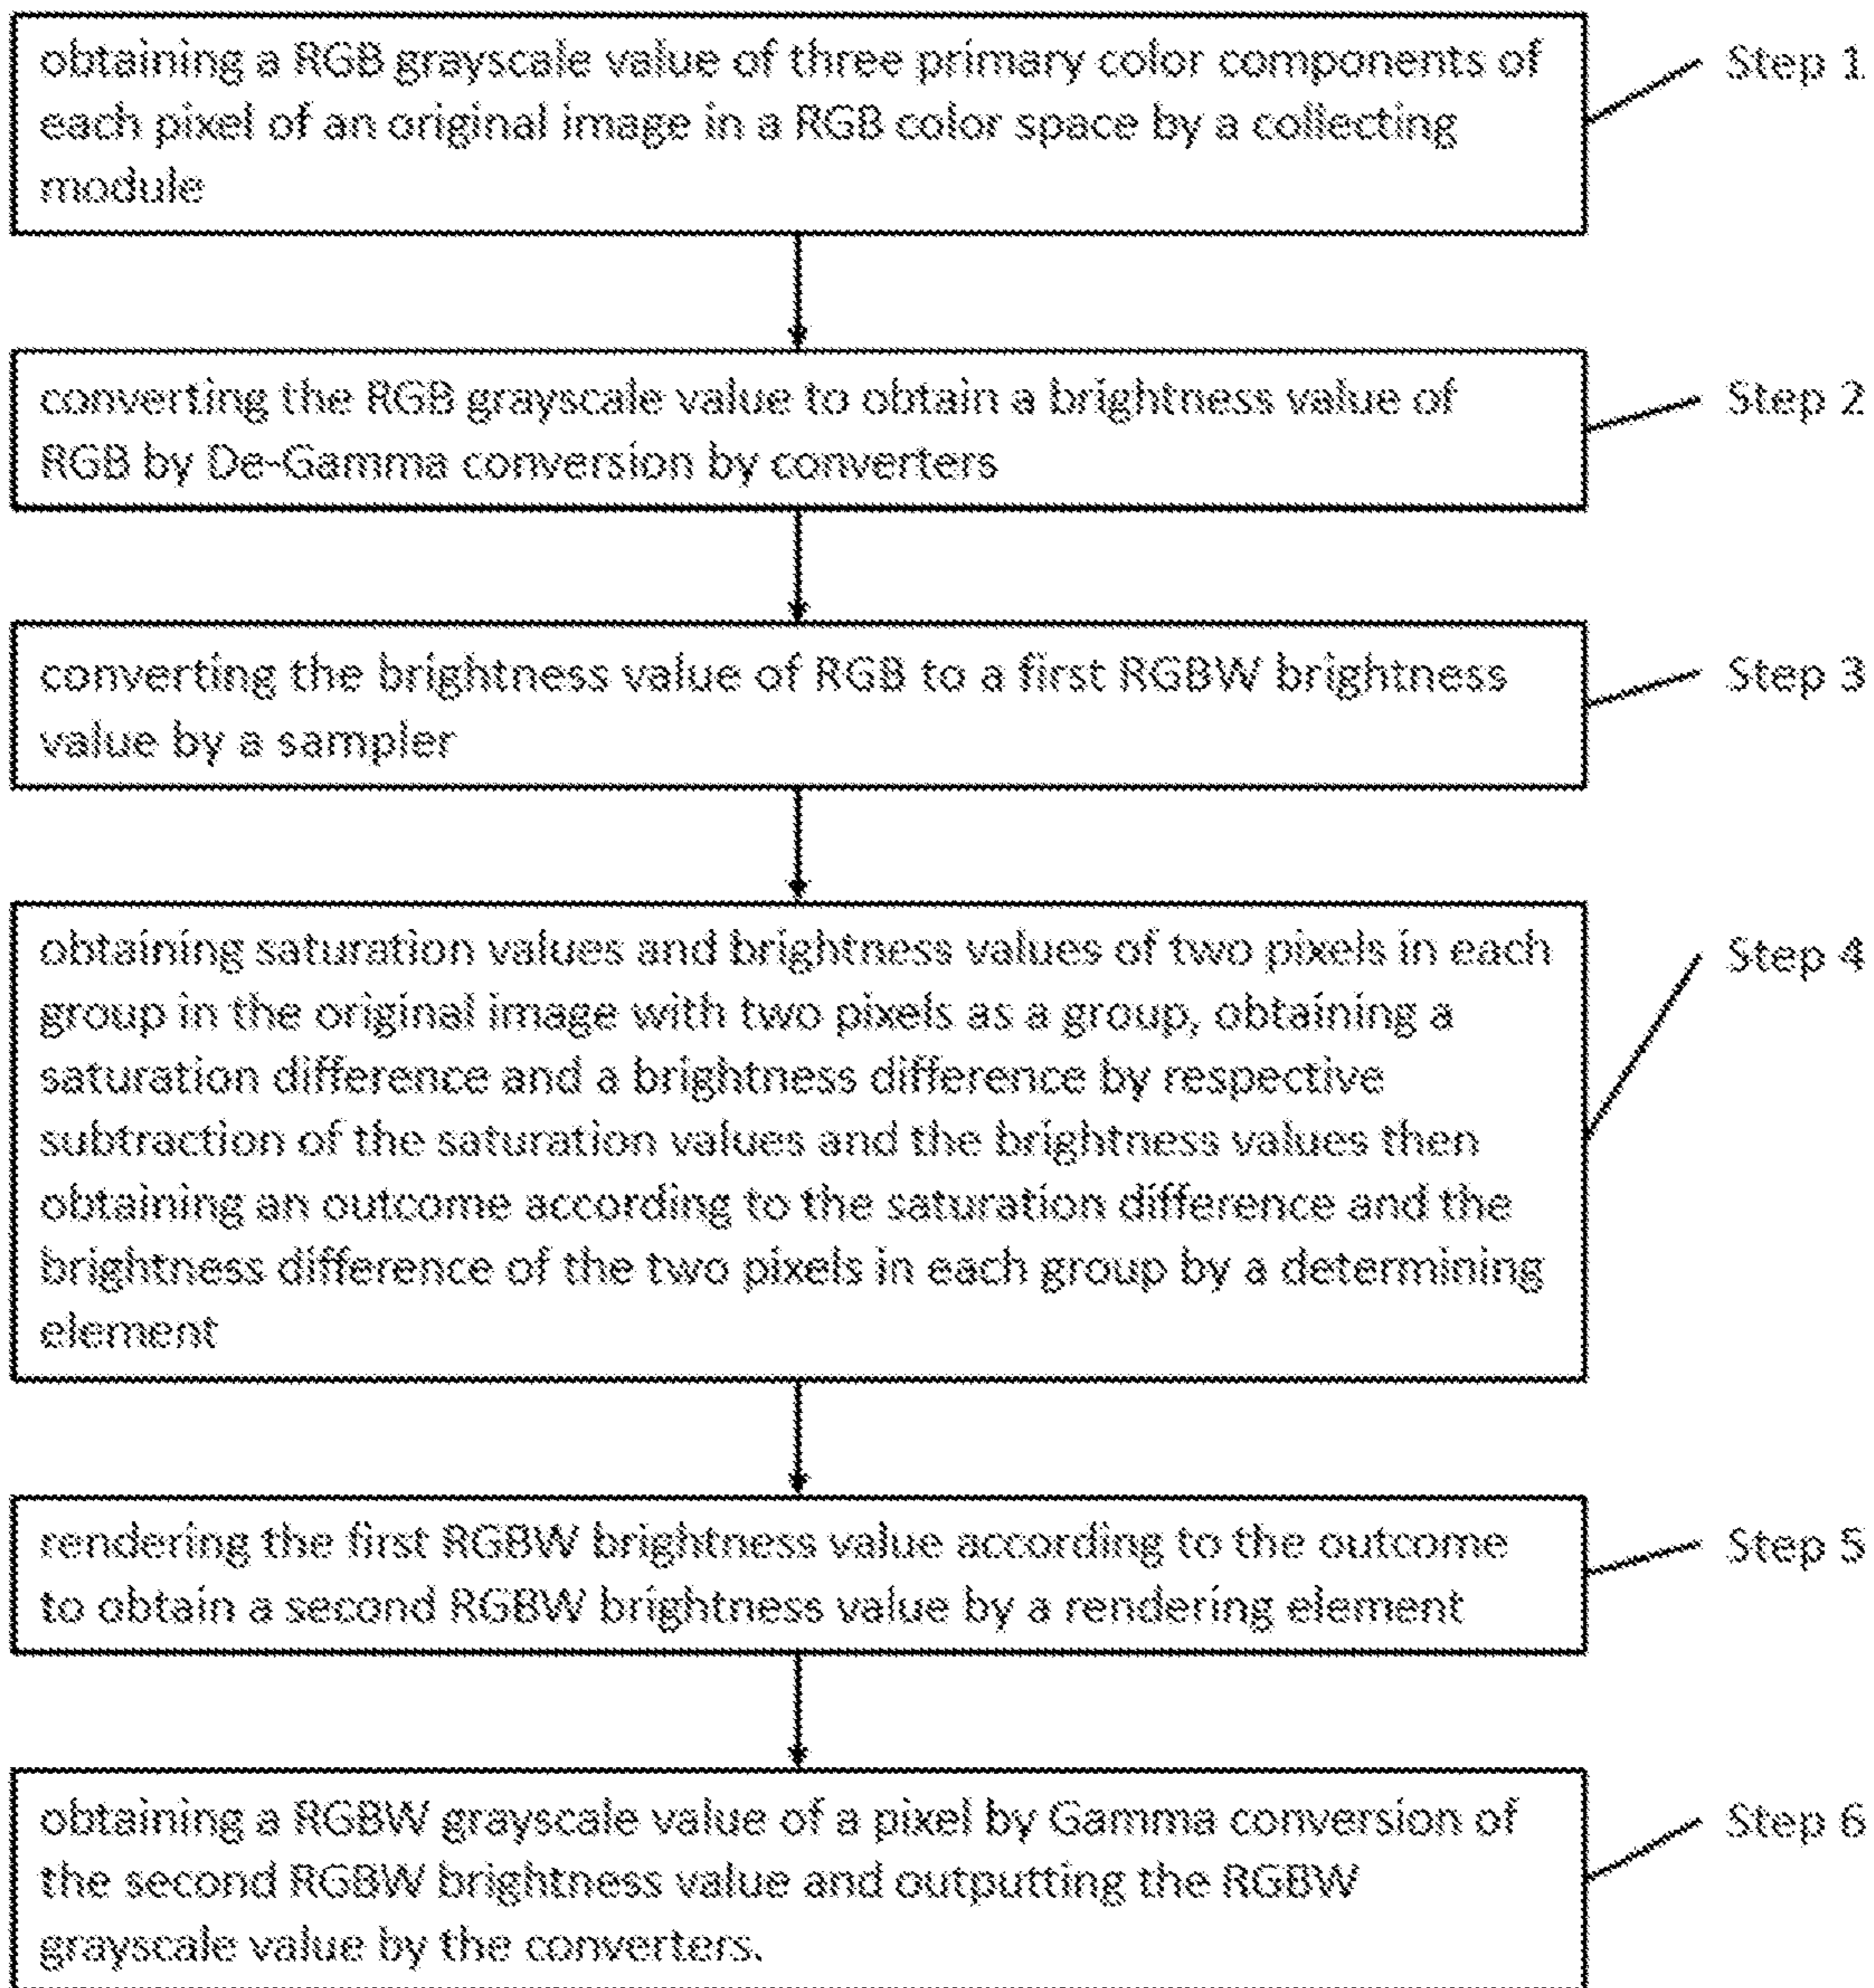 obtaining a RGB grayscale value of three primary color components of
each pixel of an original image in a RGB color space by a collecting
module
Step 1
converting the RGB grayscale value to obtain a brightness value of
RGB by De-Gamma conversion by converters
Step 2
converting the brightness value of RGB to a first RGBW brightness
value by a sampler
Step 3
obtaining saturation values and brightness values of two pixels in each
group in the original image with two pixels as a group, obtaining a
saturation difference and a brightness difference by respective
subtraction of the saturation values and the brightness values then
obtaining an outcome according to the saturation difference and the
brightness difference of the two pixels in each group by a determining
element
Step 4
rendering the first RGBW brightness value according to the outcome
to obtain a second RGBW brightness value by a rendering element
Step 5
obtaining a RGBW grayscale value of a pixel by Gamma conversion of
the second RGBW brightness value and outputting the RGBW
grayscale value by the converters.
Step 6